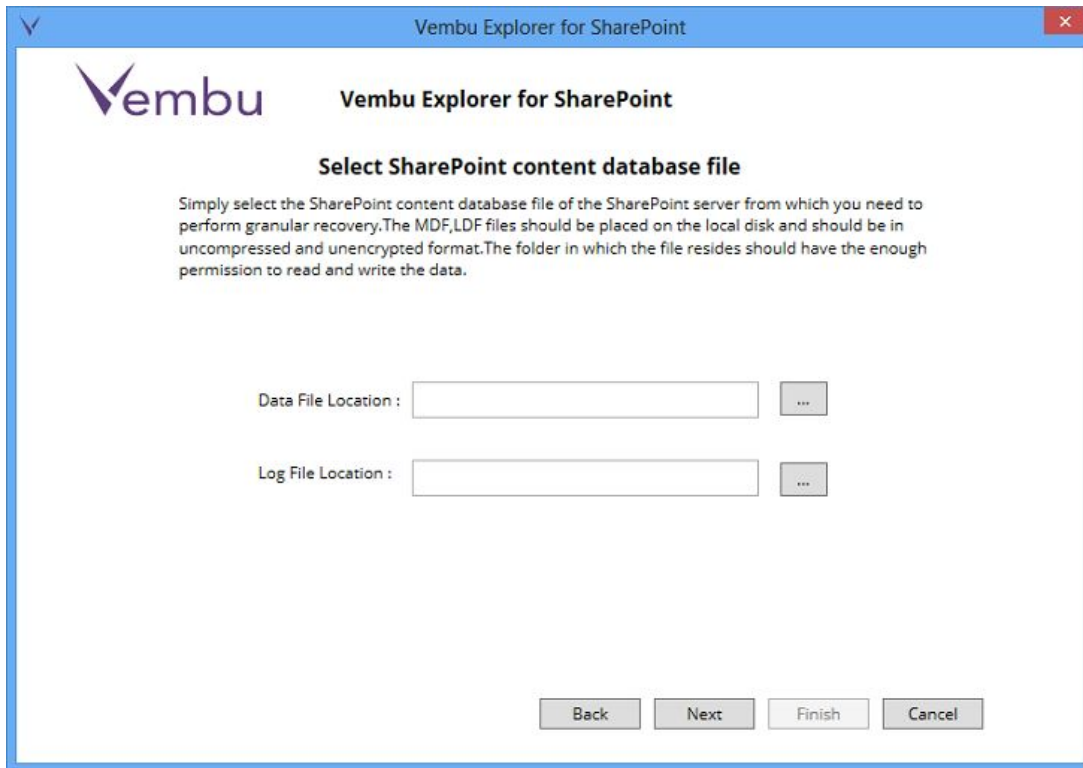 Vembu Explorer for SharePoint
x
Vembu
Vembu Explorer for SharePoint
Select SharePoint content database file
Simply select the SharePoint content database file of the SharePoint server from which you need to
perform granular recovery.The MDF,LDF files should be placed on the local disk and should be in
uncompressed and unencrypted format.The folder in which the file resides should have the enough
permission to read and write the data.
Data File Location :
...
Log File Location :
...
Back
Next
Finish
Cancel